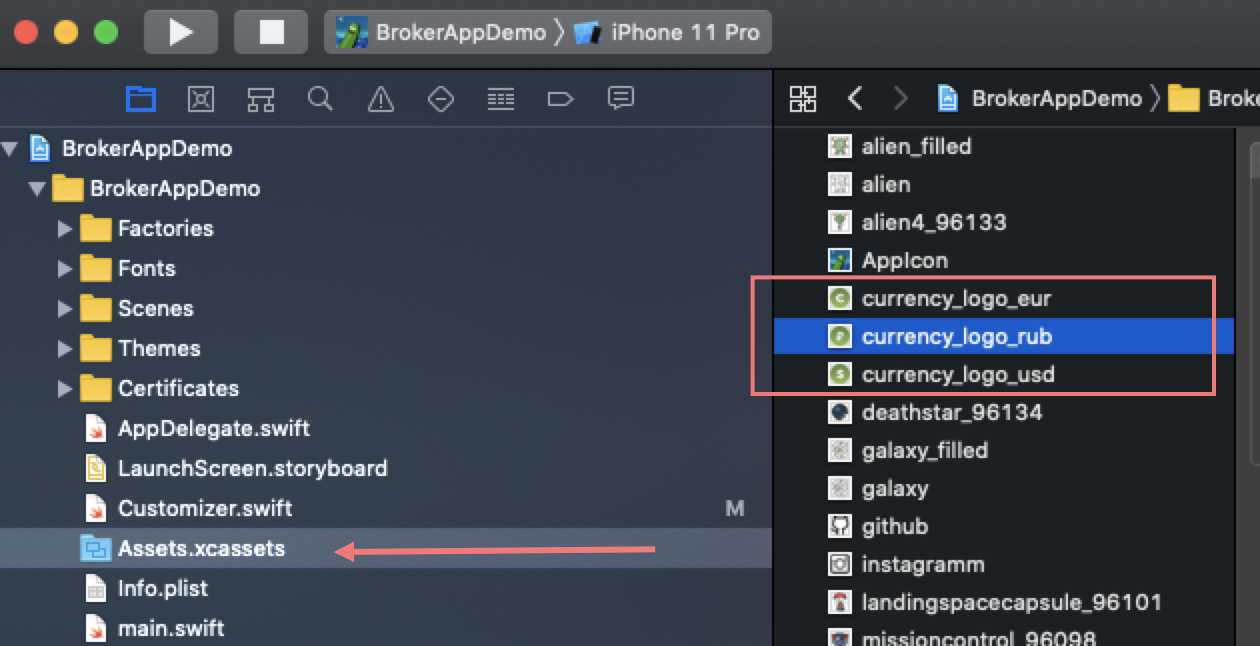 BrokerAppDemo 〉 iPhone 11 Pro
BrokerAppDemo 〉
BrokerAppDemo
BrokerAppDemo
Factories
Fonts
Scenes
Themes
Certificates
AppDelegate.swift
LaunchScreen.storyboard
Customizer.swift M
Assets.xcassets
Info.plist
main.swift
alien_filled
alien
alien4_96133
AppIcon
currency_logo_eur
currency_logo_rub
currency_logo_usd
deathstar_96134
galaxy_filled
galaxy
github
instagramm
landingspacecapsule_96101
missioncontrol_96098